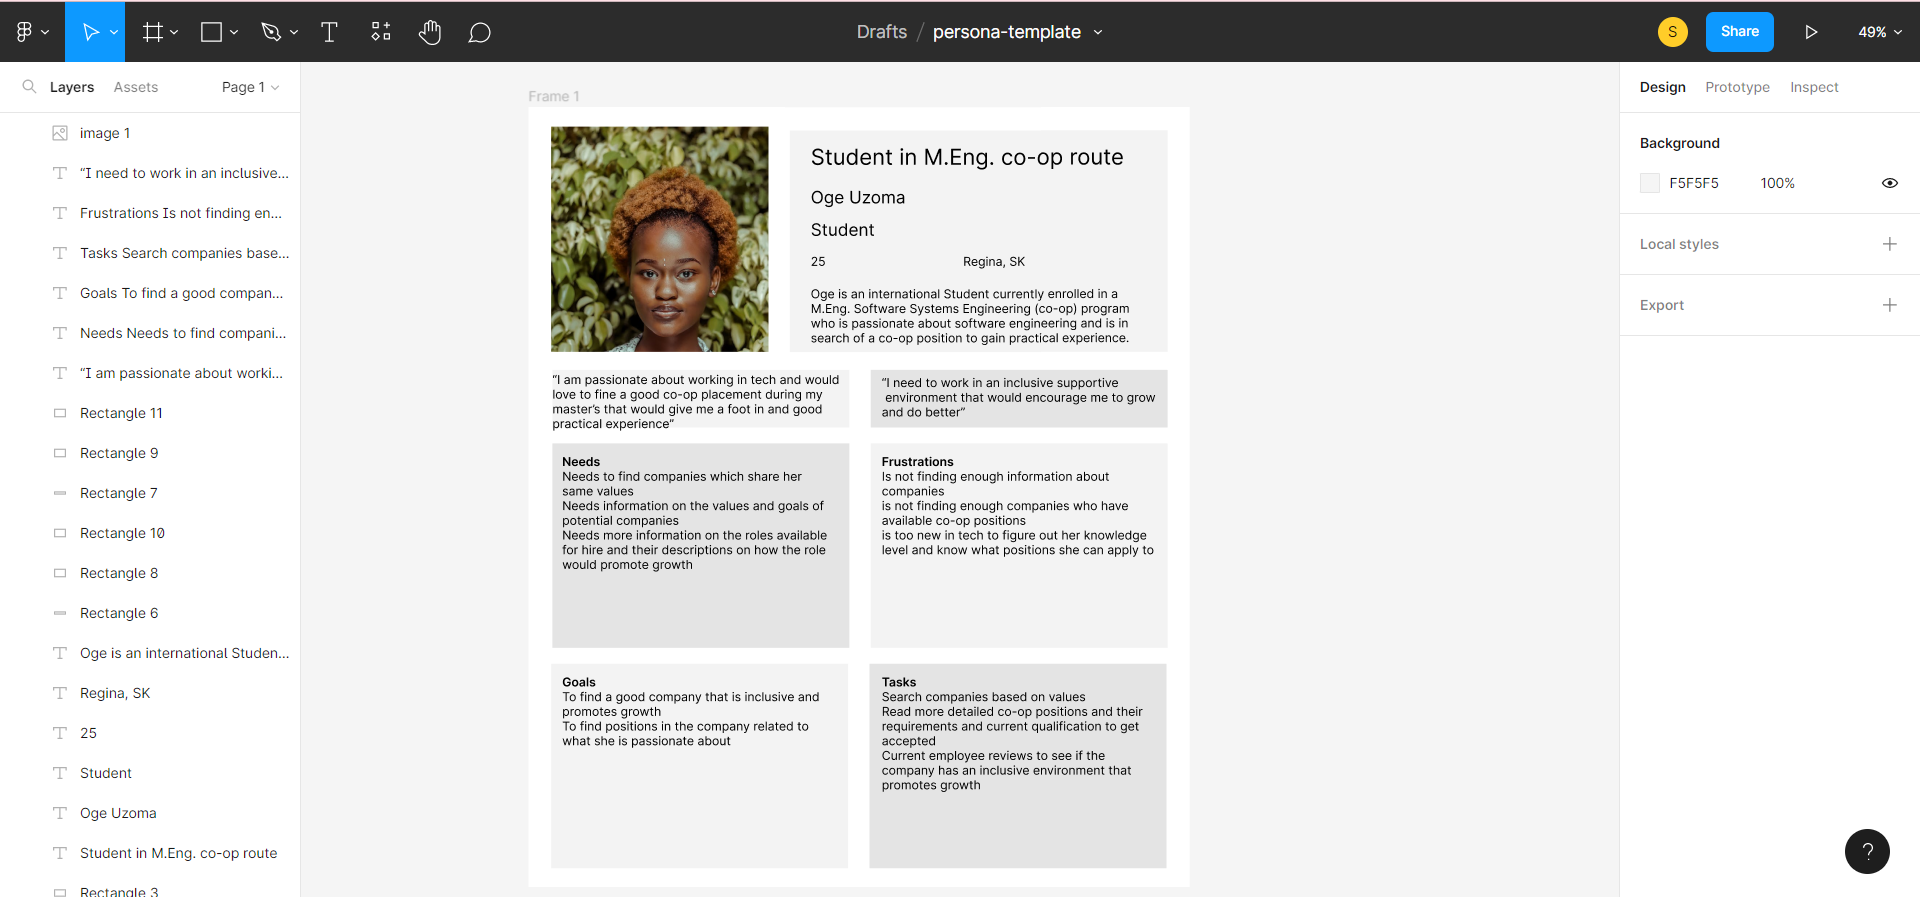 Drafts / persona-template
S
Share
49%
Layers
Assets
Page 1
image 1
“I need to work in an inclusive...
Frustrations Is not finding en...
Tasks Search companies base...
Goals To find a good compan...
Needs Needs to find compani...
“I am passionate about worki...
Rectangle 11
Rectangle 9
Rectangle 7
Rectangle 10
Rectangle 8
Rectangle 6
Oge is an international Studen...
Regina, SK
25
Student
Oge Uzoma
Student in M.Eng. co-op route
Rectangle 3
Frame 1
Student in M.Eng. co-op route
Oge Uzoma
Student
25
Regina, SK
Oge is an international Student currently enrolled in a
M.Eng. Software Systems Engineering (co-op) program
who is passionate about software engineering and is in
search of a co-op position to gain practical experience.
“I am passionate about working in tech and would
love to fine a good co-op placement during my
master’s that would give me a foot in and good
practical experience”
“I need to work in an inclusive supportive
environment that would encourage me to grow
and do better”
Needs
Needs to find companies which share her
same values
Needs information on the values and goals of
potential companies
Needs more information on the roles available
for hire and their descriptions on how the role
would promote growth
Frustrations
Is not finding enough information about
companies
is not finding enough companies who have
available co-op positions
is too new in tech to figure out her knowledge
level and know what positions she can apply to
Goals
To find a good company that is inclusive and
promotes growth
To find positions in the company related to
what she is passionate about
Tasks
Search companies based on values
Read more detailed co-op positions and their
requirements and current qualification to get
accepted
Current employee reviews to see if the
company has an inclusive environment that
promotes growth
Design
Prototype
Inspect
Background
F5F5F5
100%
Local styles
Export
?